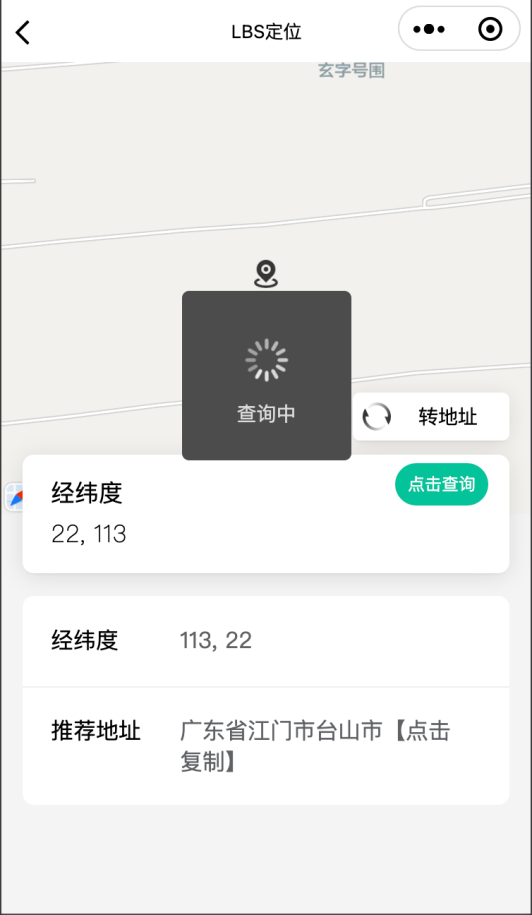 LBS定位
玄字号围
查询中
转地址
经纬度
点击查询
22, 113
经纬度 113, 22
推荐地址 广东省江门市台山市【点击
复制】